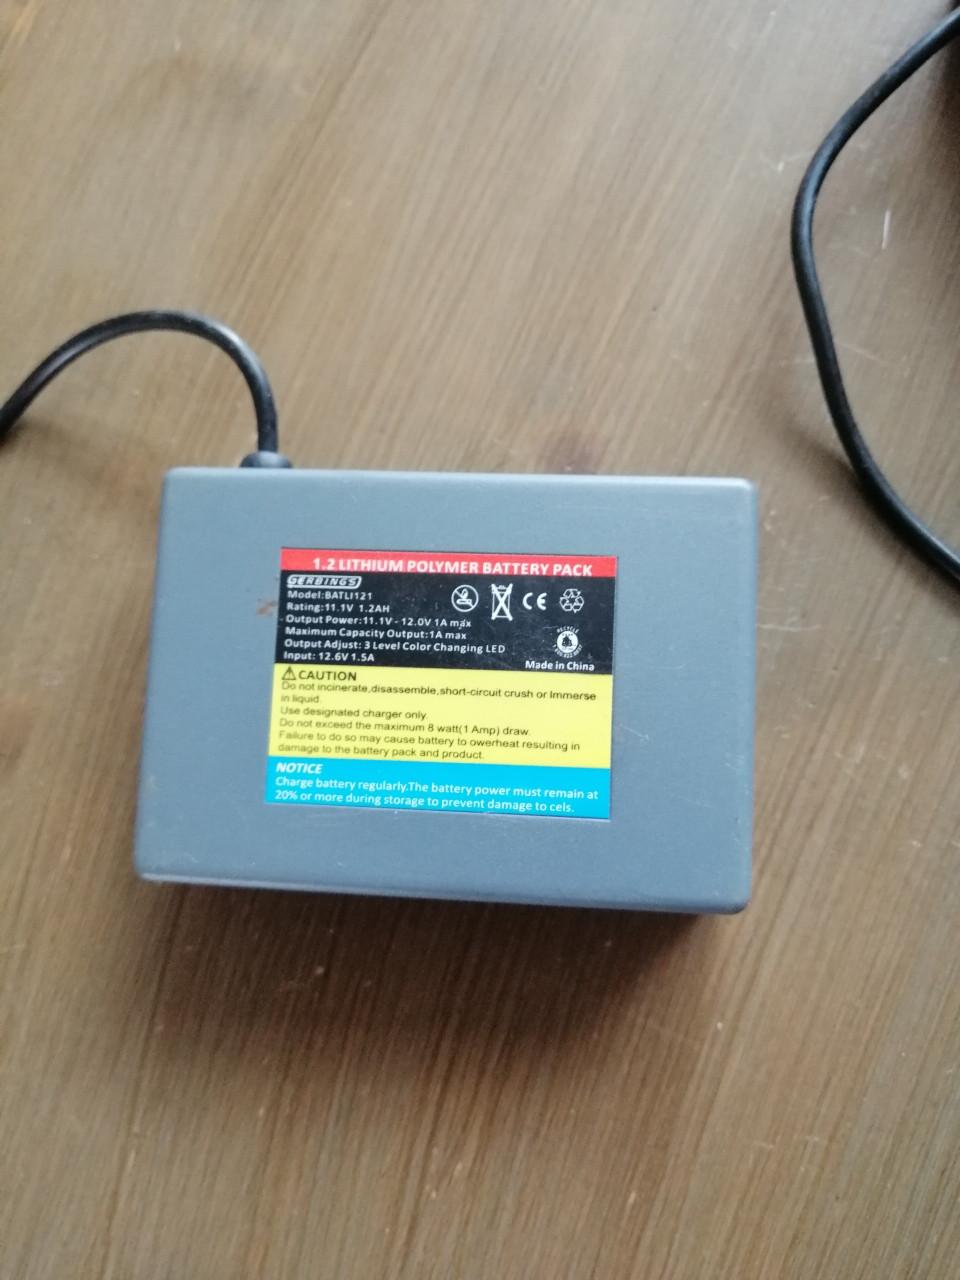 1.2 LITHIUM POLYMER BATTERY PACK
GERBINGS
Model:BATLI121
Rating:11.1V 1.2AH
Output Power:11.1V - 12.0V 1A max
Maximum Capacity Output:1A max
Output Adjust: 3 Level Color Changing LED
Input: 12.6V 1.5A
CE
RECYCLE
Made in China
CAUTION
Do not incinerate,disassemble,short-circuit crush or Immerse
in liquid.
Use designated charger only.
Do not exceed the maximum 8 watt(1 Amp) draw.
Failure to do so may cause battery to owerheat resulting in
damage to the battery pack and product.
NOTICE
Charge battery regularly.The battery power must remain at
20% or more during storage to prevent damage to cels.